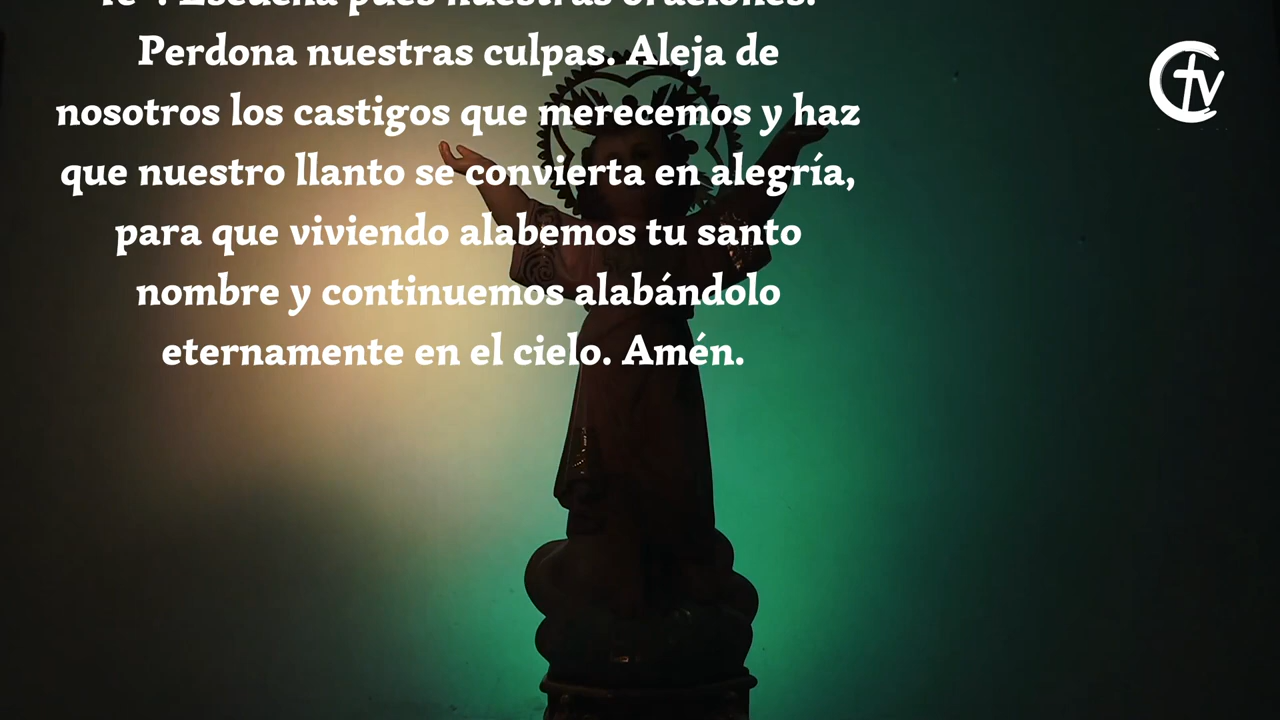 fe". Escucha pues nuestras oraciones.
Perdona nuestras culpas. Aleja de
nosotros los castigos que merecemos y haz
que nuestro llanto se convierta en alegría,
para que viviendo alabemos tu santo
nombre y continuemos alabándolo
eternamente en el cielo. Amén.
CTV